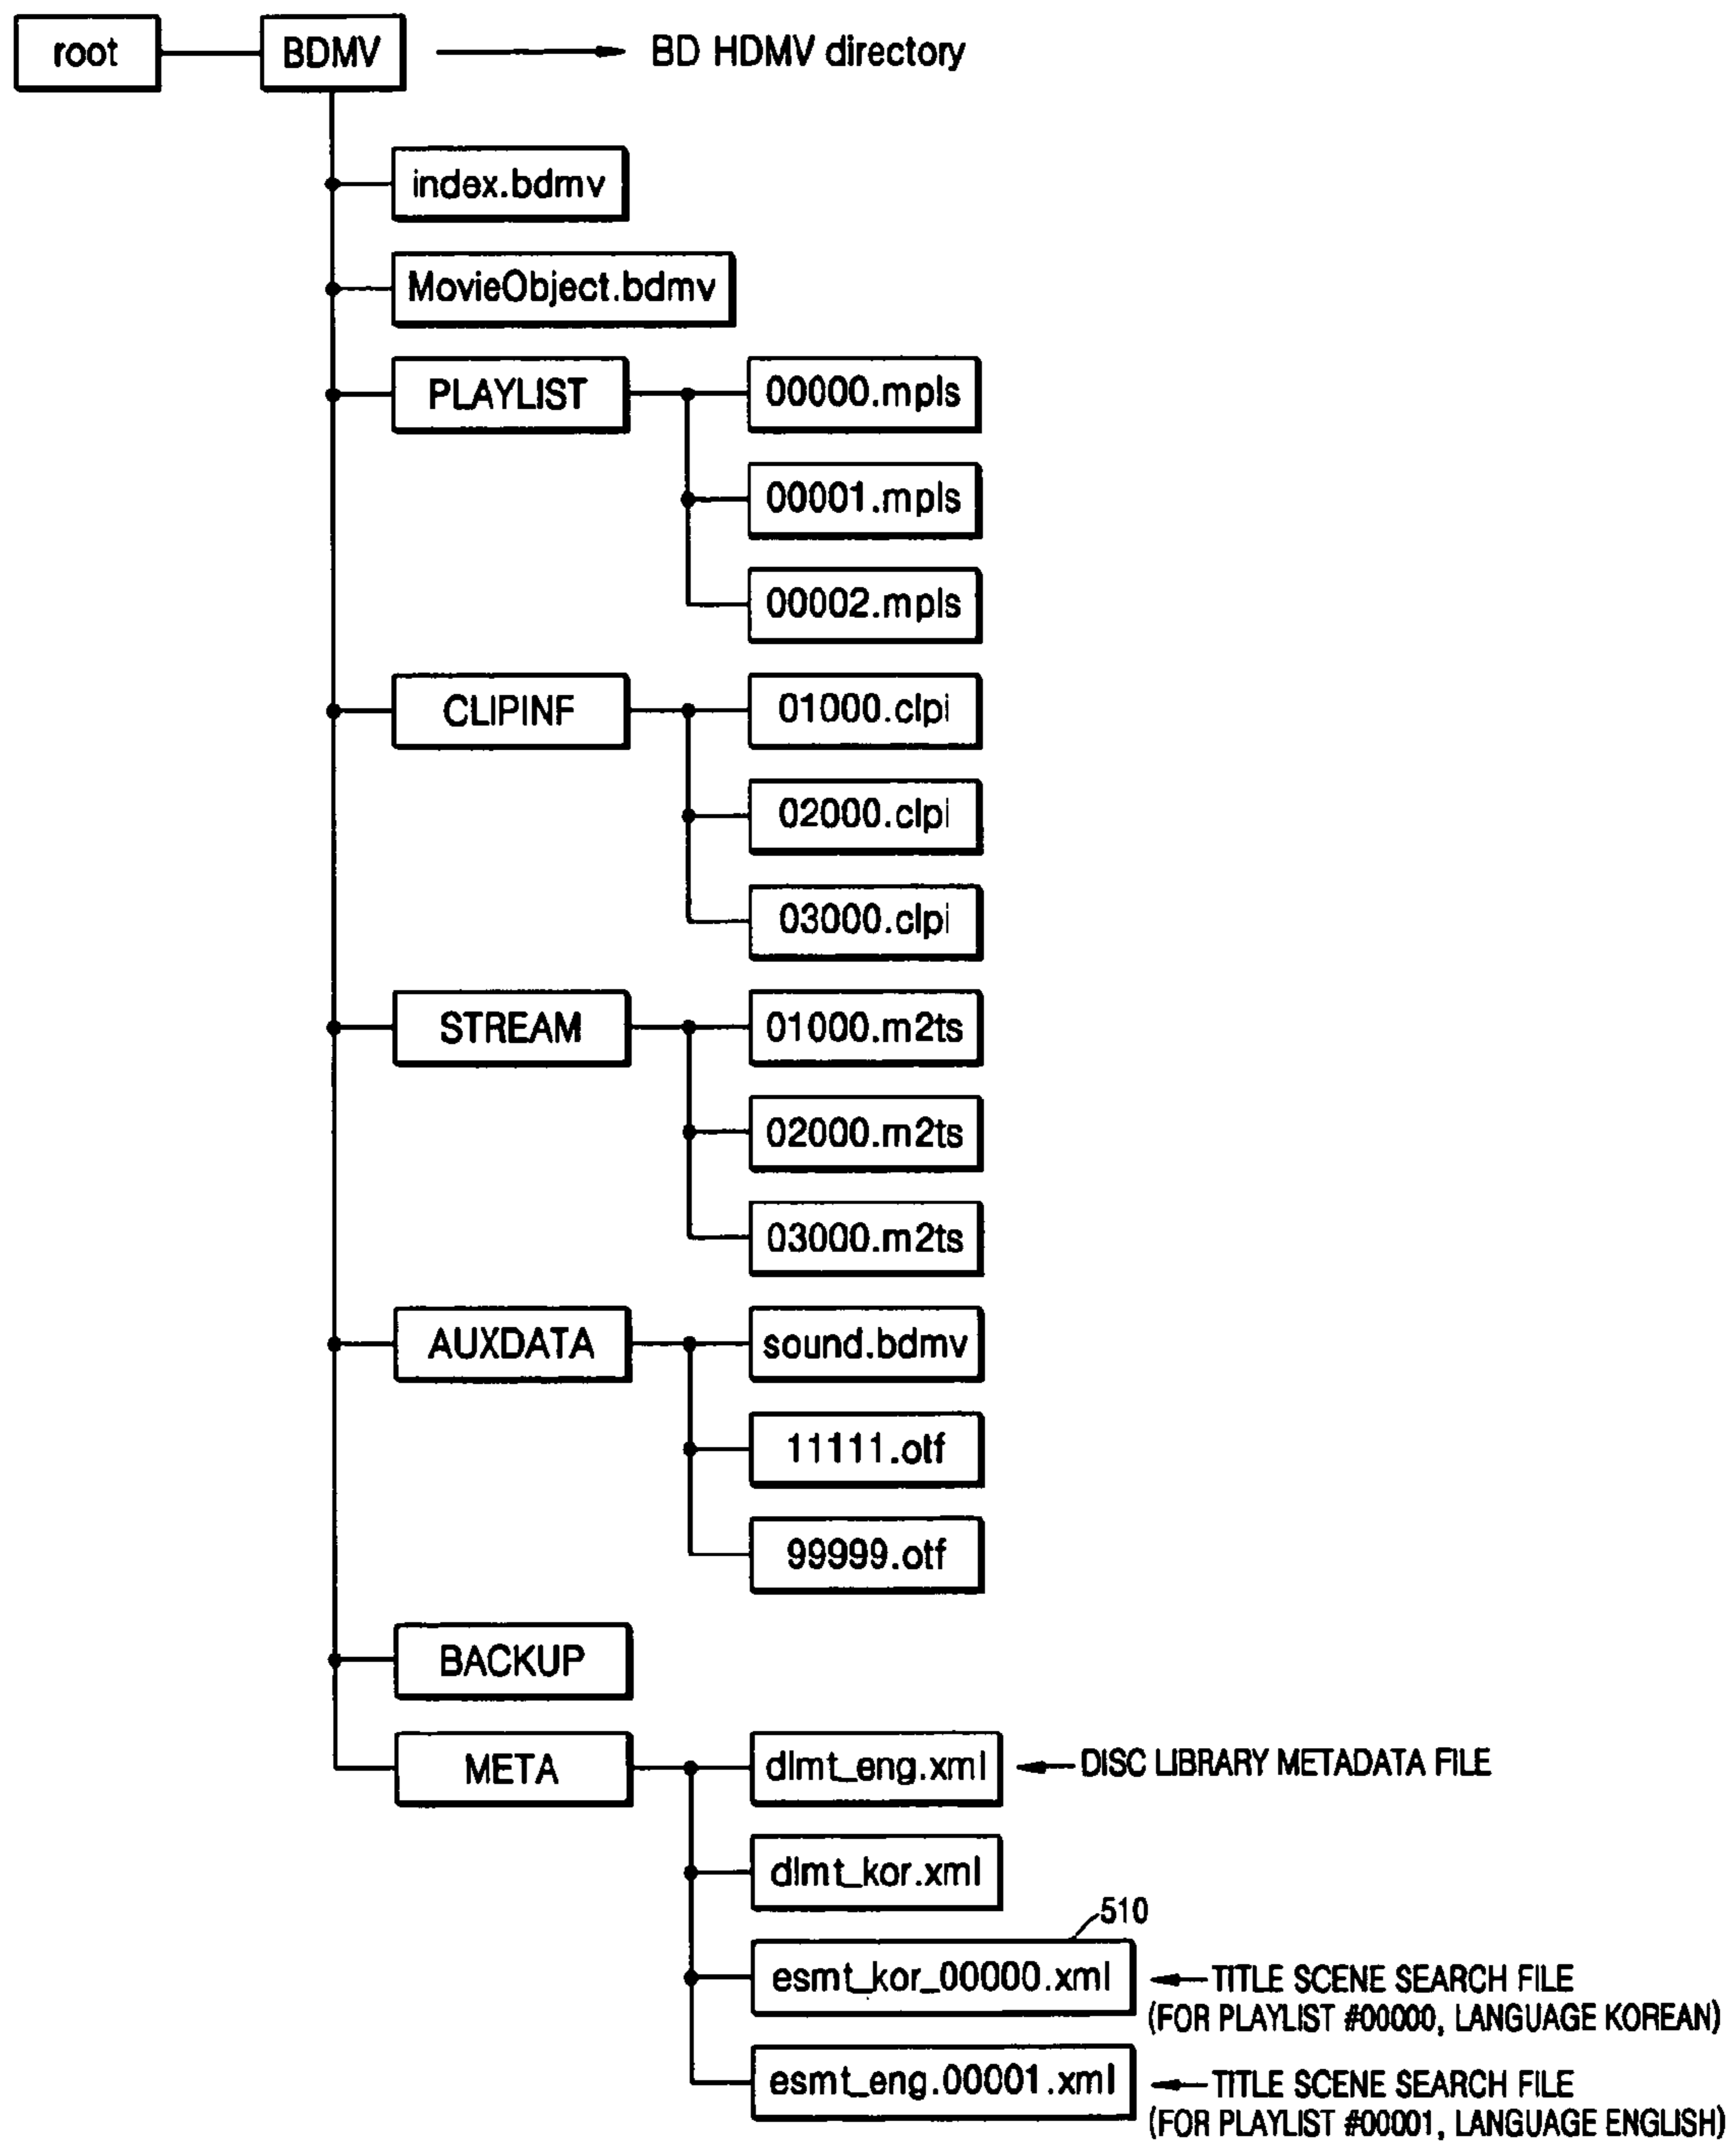 root
BDMV
BD HDMV directory
index.bdmv
MovieObject.bdmv
PLAYLIST
00000.mpls
00001.mpls
00002.mpls
CLIPINF
01000.clpi
02000.clpi
03000.clpi
STREAM
01000.m2ts
02000.m2ts
03000.m2ts
AUXDATA
sound.bdmv
11111.otf
99999.otf
BACKUP
META
dlmt_eng.xml
DISC LIBRARY METADATA FILE
dlmt_kor.xml
510
esmt_kor_00000.xml
TITLE SCENE SEARCH FILE
(FOR PLAYLIST #00000, LANGUAGE KOREAN)
esmt_eng.00001.xml
TITLE SCENE SEARCH FILE
(FOR PLAYLIST #00001, LANGUAGE ENGLISH)